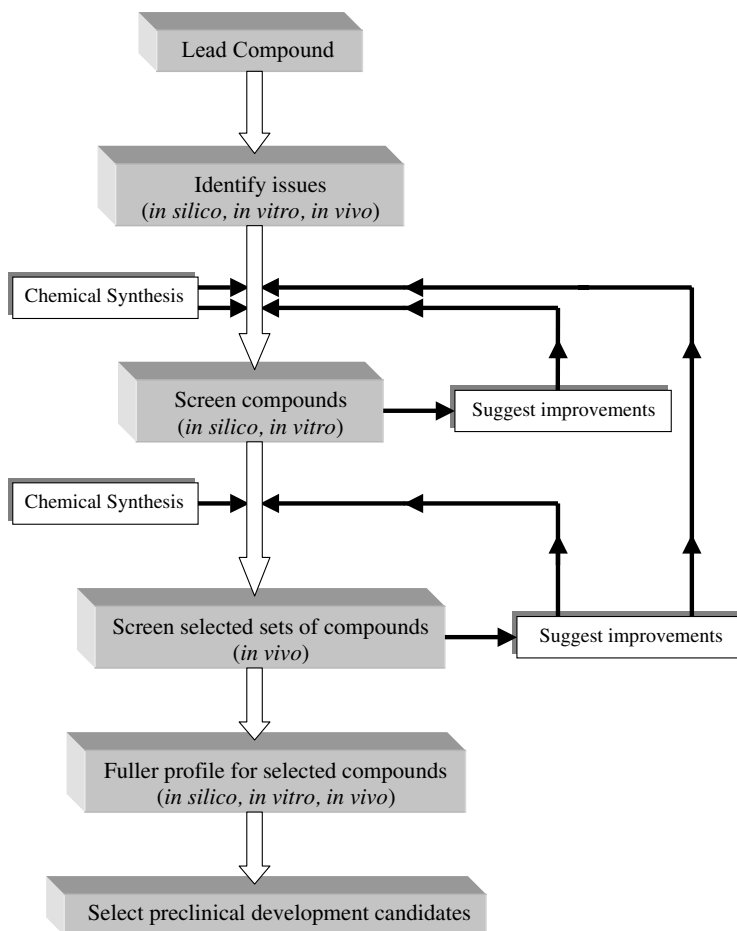 Lead Compound
Identify issues
(in silico, in vitro, in vivo)
Chemical Synthesis
Screen compounds
(in silico, in vitro)
Suggest improvements
Chemical Synthesis
Screen selected sets of compounds
(in vivo)
Suggest improvements
Fuller profile for selected compounds
(in silico, in vitro, in vivo)
Select preclinical development candidates